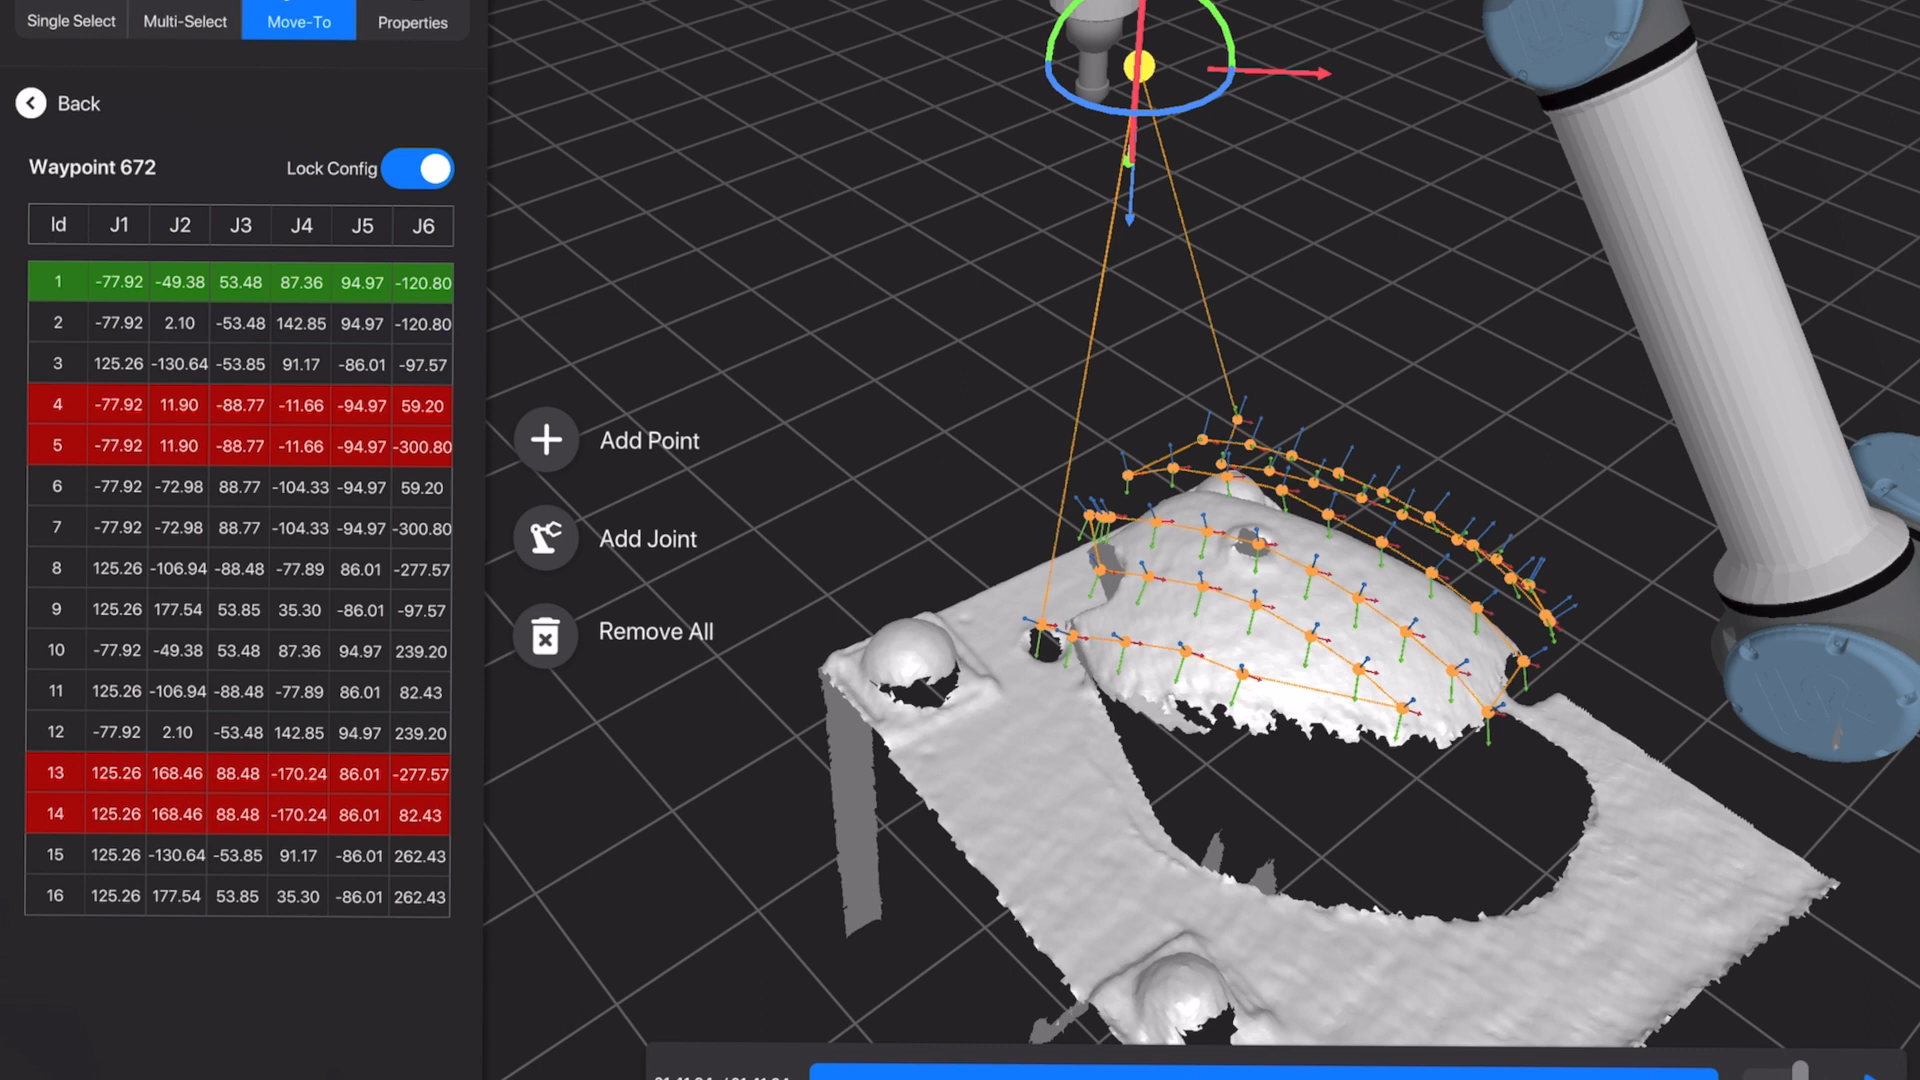 Single Select Multi-Select Move-To Properties
Back
Waypoint 672 Lock Config
Id J1 J2 J3 J4 J5 J6
1 -77.92 -49.38 53.48 87.36 94.97 -120.80
2 -77.92 2.10 -53.48 142.85 94.97 -120.80
3 125.26 -130.64 -53.85 91.17 -86.01 -97.57
4 -77.92 11.90 -88.77 -11.66 -94.97 59.20
5 -77.92 11.90 -88.77 -11.66 -94.97 -300.80
6 -77.92 -72.98 88.77 -104.33 -94.97 59.20
7 -77.92 -72.98 88.77 -104.33 -94.97 -300.80
8 125.26 -106.94 -88.48 -77.89 86.01 -277.57
9 125.26 177.54 53.85 35.30 -86.01 -97.57
10 -77.92 -49.38 53.48 87.36 94.97 239.20
11 125.26 -106.94 -88.48 -77.89 86.01 82.43
12 -77.92 2.10 -53.48 142.85 94.97 239.20
13 125.26 168.46 88.48 -170.24 86.01 -277.57
14 125.26 168.46 88.48 -170.24 86.01 82.43
15 125.26 -130.64 -53.85 91.17 -86.01 262.43
16 125.26 177.54 53.85 35.30 -86.01 262.43
Add Point
Add Joint
Remove All